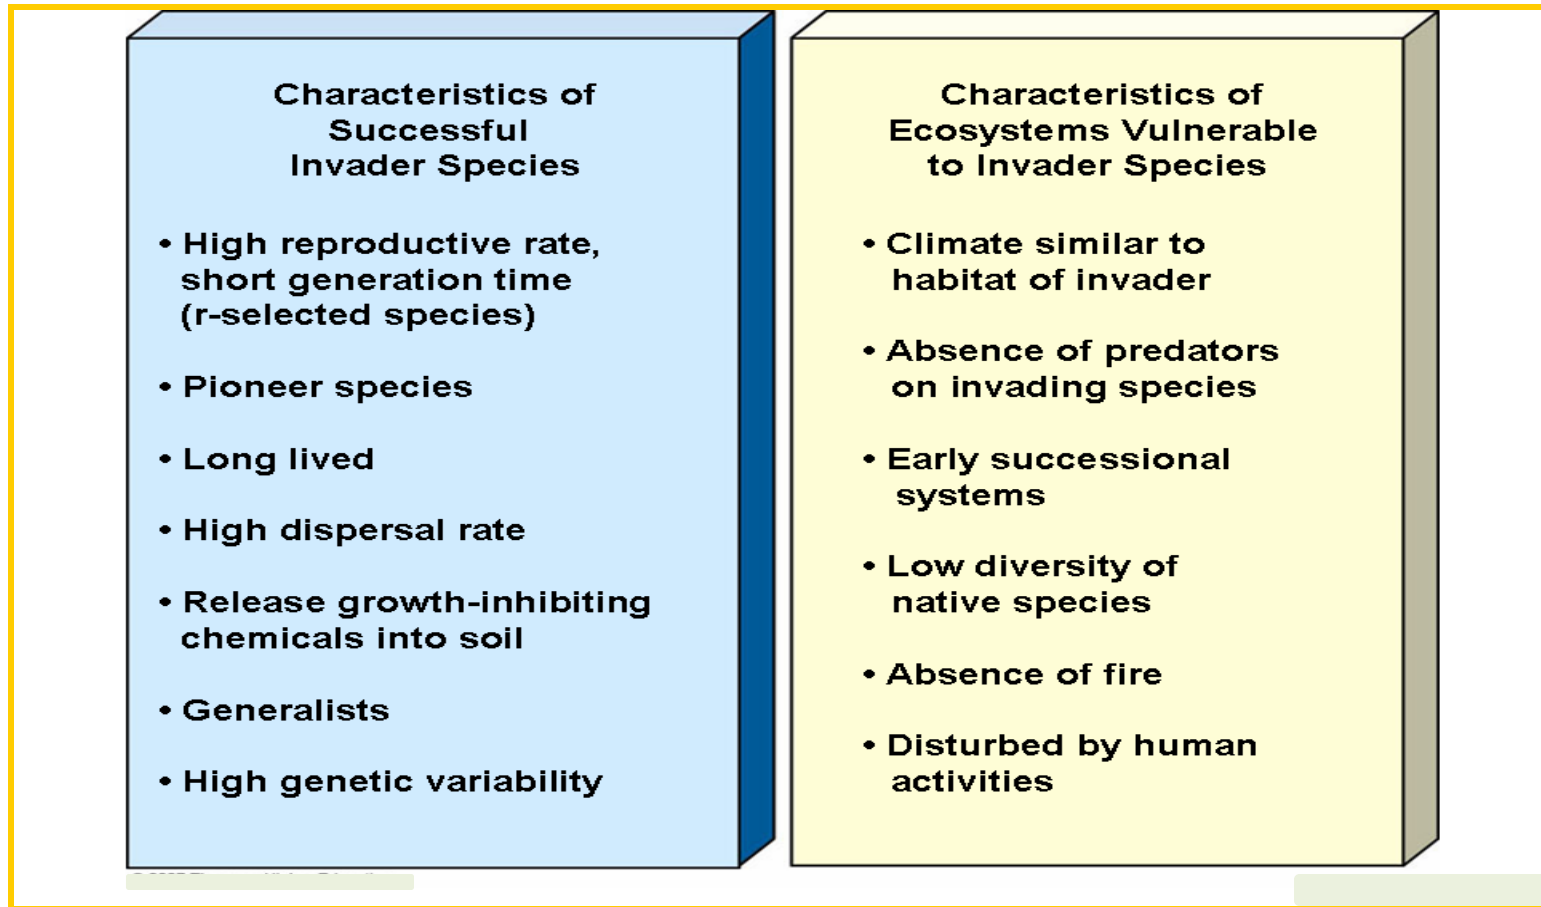 Characteristics of
Successful
Invader Species
• High reproductive rate,
short generation time
(r-selected species)
• Pioneer species
• Long lived
• High dispersal rate
• Release growth-inhibiting
chemicals into soil
• Generalists
• High genetic variability
Characteristics of
Ecosystems Vulnerable
to Invader Species
• Climate similar to
habitat of invader
• Absence of predators
on invading species
• Early successional
systems
• Low diversity of
native species
• Absence of fire
• Disturbed by human
activities